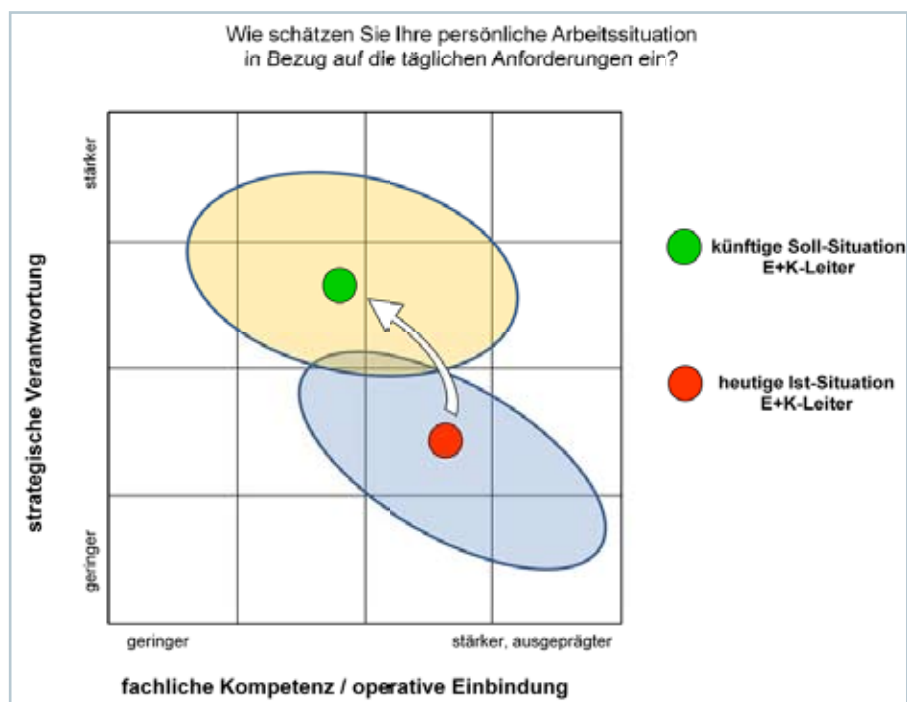 Wie schätzen Sie Ihre persönliche Arbeitssituation
in Bezug auf die täglichen Anforderungen ein?
stärker
strategische Verantwortung
geringer
künftige Soll-Situation
E+K-Leiter
heutige Ist-Situation
E+K-Leiter
geringer
stärker, ausgeprägter
fachliche Kompetenz / operative Einbindung